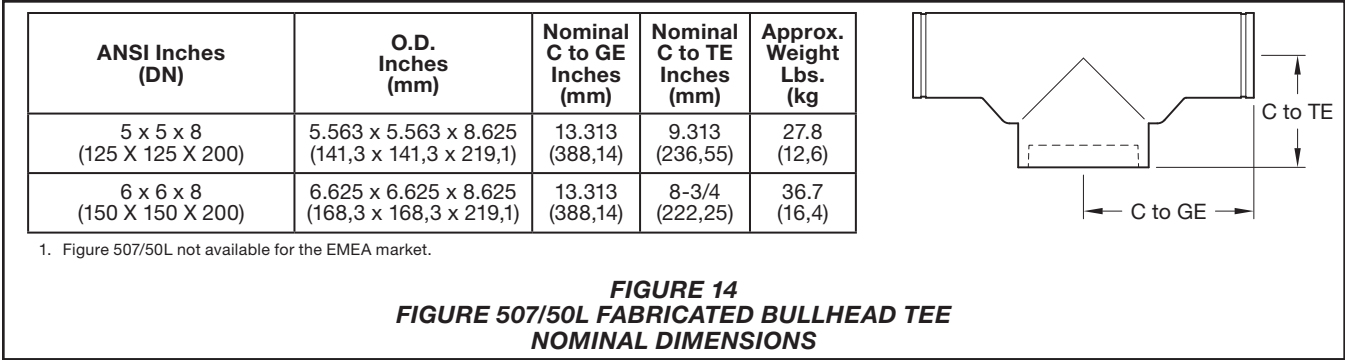 ANSI Inches
(DN)
O.D.
Inches
(mm)
Nominal
C to GE
Inches
(mm)
Nominal
C to TE
Inches
(mm)
Approx.
Weight
Lbs.
(kg
5 x 5 x 8
(125 X 125 X 200)
5.563 x 5.563 x 8.625
(141,3 x 141,3 x 219,1)
13.313
(388,14)
9.313
(236,55)
27.8
(12,6)
6 x 6 x 8
(150 X 150 X 200)
6.625 x 6.625 x 8.625
(168,3 x 168,3 x 219,1)
13.313
(388,14)
8-3/4
(222,25)
36.7
(16,4)
1. Figure 507/50L not available for the EMEA market.
C to TE
C to GE
FIGURE 14
FIGURE 507/50L FABRICATED BULLHEAD TEE
NOMINAL DIMENSIONS